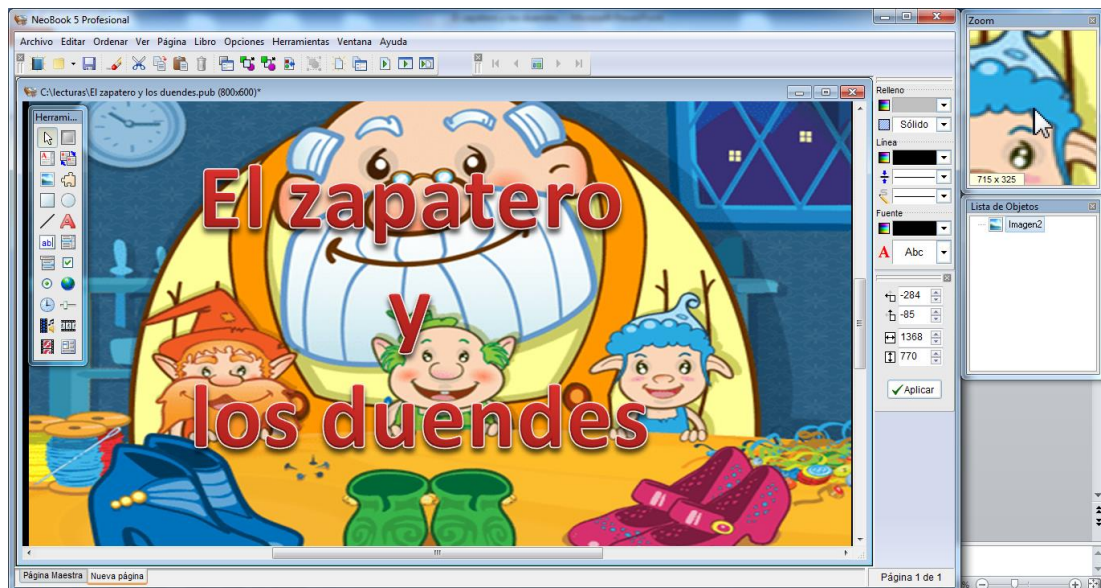 NeoBook 5 Profesional
Archivo Editar Ordenar Ver Página Libro Opciones Herramientas Ventana Ayuda
C:\lecturas\El zapatero y los duendes.pub (800x600)*
Herrami...
El zapatero
y
los duendes
Relleno
Sólido
Línea
Fuente
Abc
-284
-85
1368
770
Aplicar
Zoom
715 x 325
Lista de Objetos
Imagen2
Página Maestra
Nueva página
Página 1 de 1